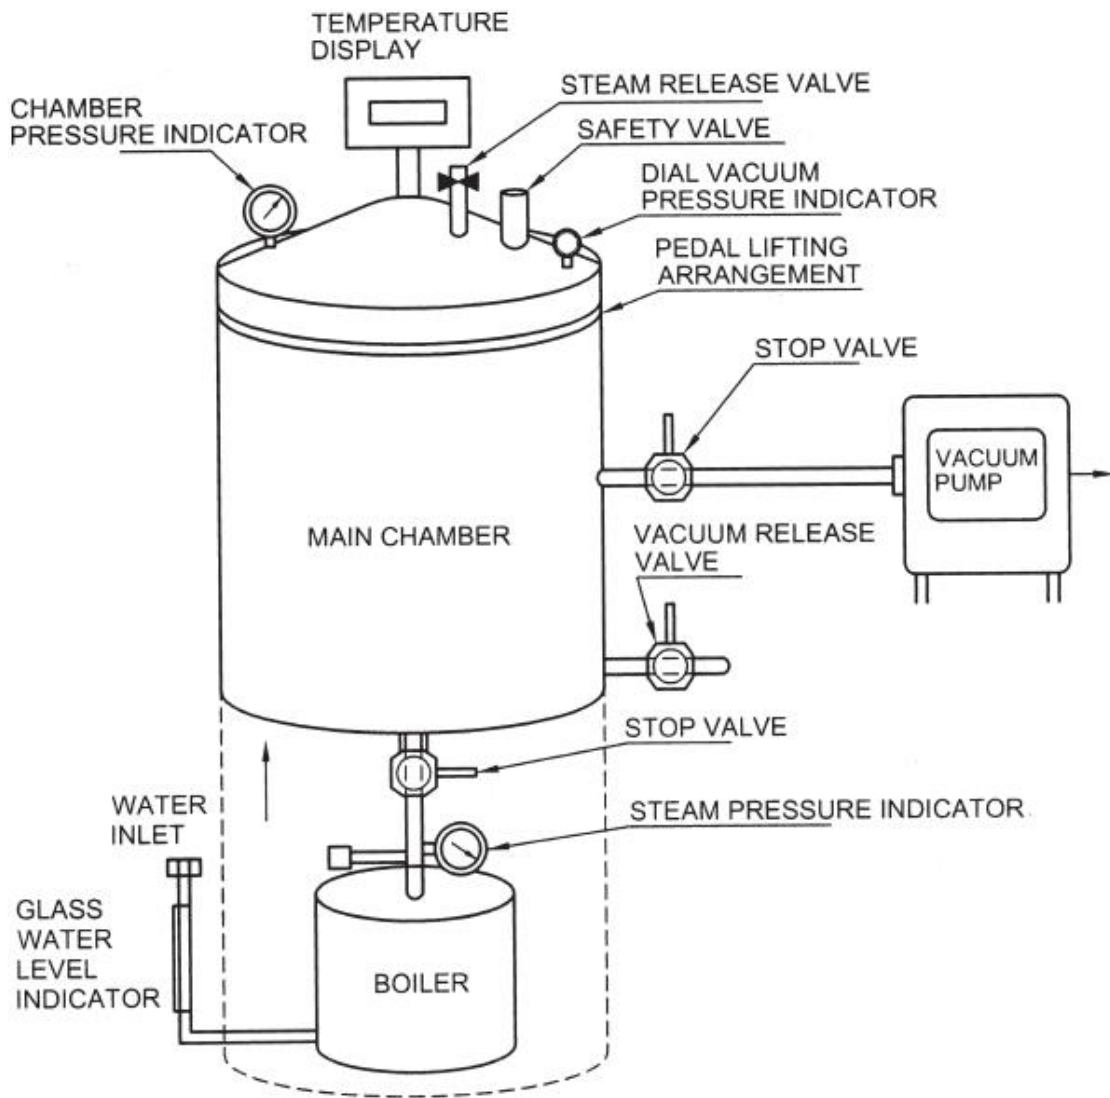 TEMPERATURE
DISPLAY
STEAM RELEASE VALVE
CHAMBER
PRESSURE INDICATOR
SAFETY VALVE
DIAL VACUUM
PRESSURE INDICATOR
PEDAL LIFTING
ARRANGEMENT
STOP VALVE
VACUUM
PUMP
MAIN CHAMBER
VACUUM RELEASE
VALVE
STOP VALVE
WATER
INLET
STEAM PRESSURE INDICATOR
GLASS
WATER
LEVEL
INDICATOR
BOILER